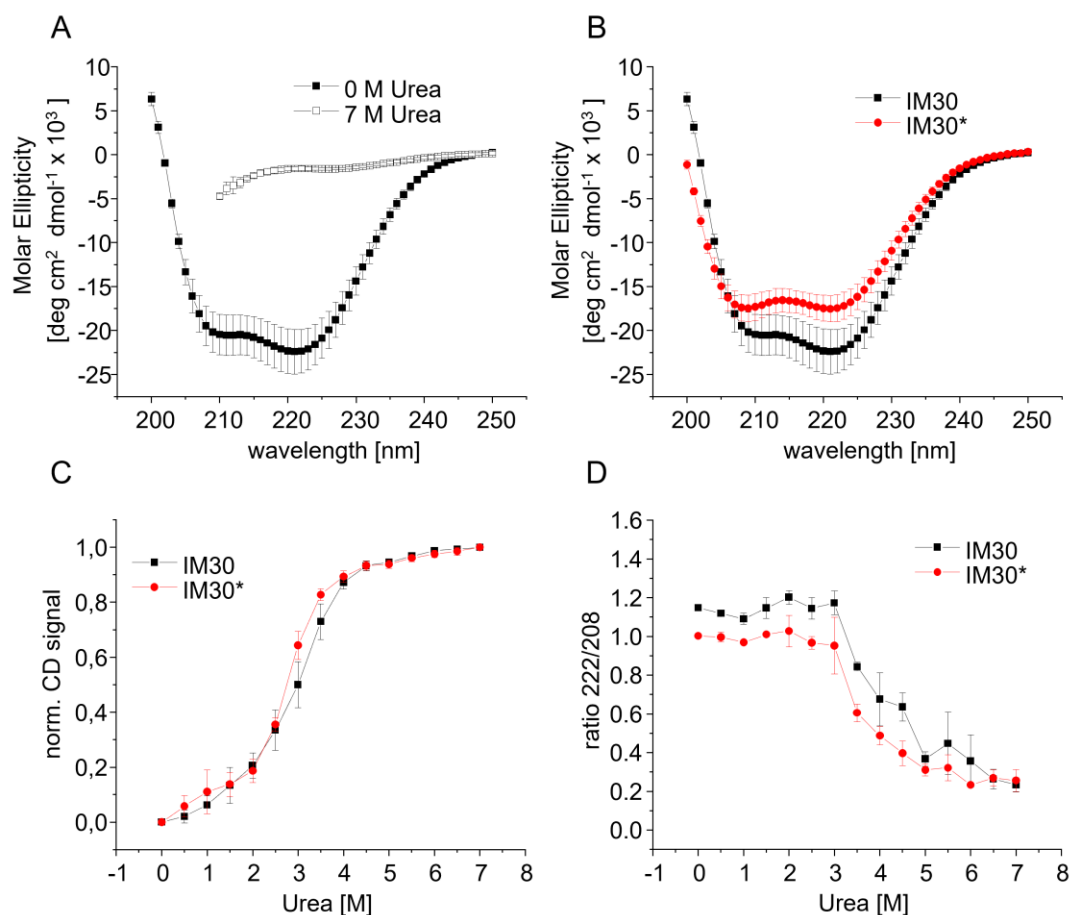 A
10
5
0
-5
-10
-15
-20
-25
Molar Ellipticity
[deg cm² dmol⁻¹ x 10³]
0 M Urea
7 M Urea
200 210 220 230 240 250
wavelength [nm]
B
10
5
0
-5
-10
-15
-20
-25
Molar Ellipticity
[deg cm² dmol⁻¹ x 10³]
IM30
IM30*
200 210 220 230 240 250
wavelength [nm]
C
1,0
0,8
0,6
0,4
0,2
0,0
norm. CD signal
IM30
IM30*
-1 0 1 2 3 4 5 6 7 8
Urea [M]
D
1.6
1.4
1.2
1.0
0.8
0.6
0.4
0.2
0.0
ratio 222/208
IM30
IM30*
-1 0 1 2 3 4 5 6 7 8
Urea [M]